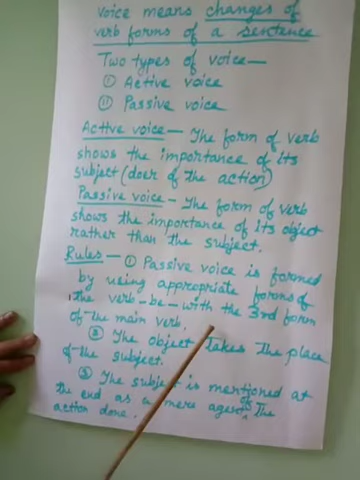 Voice means changes of
verb forms of a sentence
Two types of voice—
(i) Active voice
(ii) Passive voice
Active voice— The form of verb
shows the importance of its
subject (doer of the action)
Passive voice - The form of verb
shows the importance of its object
rather than the subject.
Rules— (1) Passive voice is formed
by using appropriate forms of
the verb-be-with the 3rd form
of the main verb.
(2) The object takes the place
of the subject.
(3) The subject is mentioned at
the end as a mere agent of the
action done.